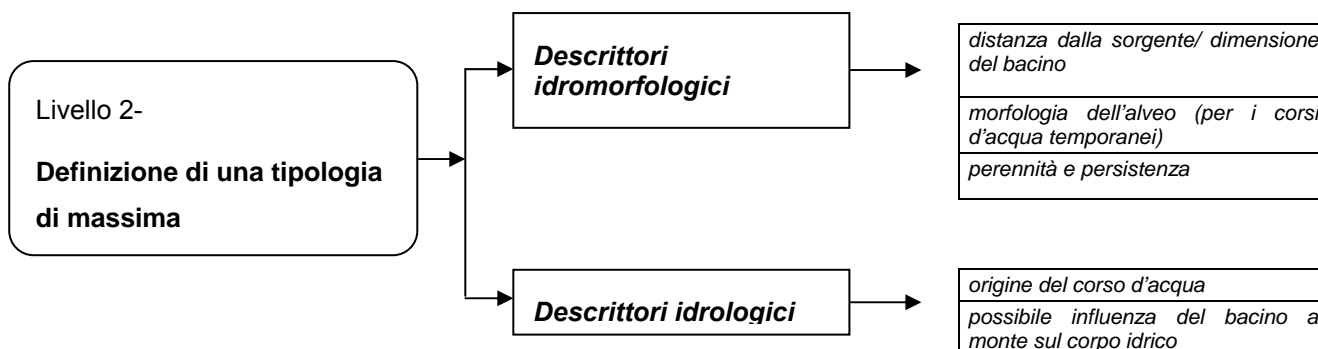 Livello 2-
Definizione di una tipologia
di massima
Descrittori
idromorfologici
distanza dalla sorgente/ dimensione
del bacino
morfologia dell'alveo (per i corsi
d'acqua temporanei)
perennità e persistenza
Descrittori idrologici
origine del corso d'acqua
possibile influenza del bacino a
monte sul corpo idrico